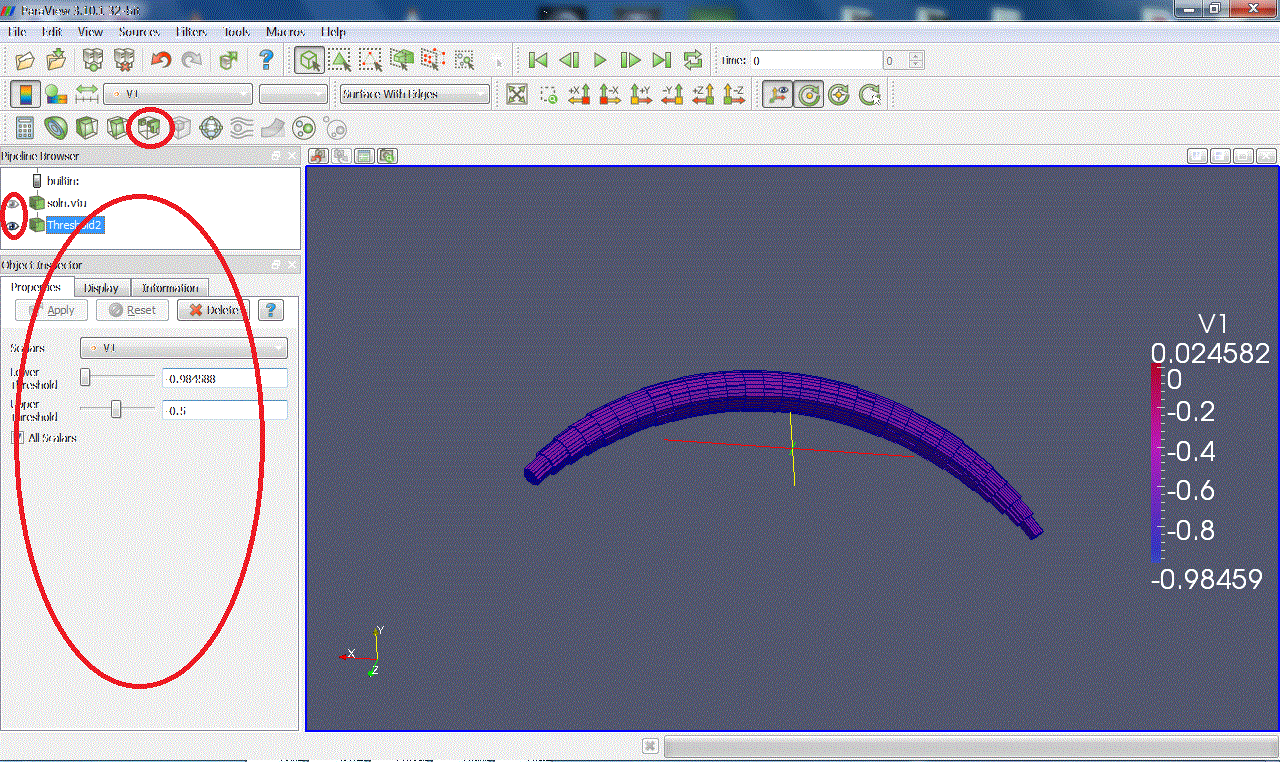 ParaView 3.10.1 32-bit
File Edit View Sources Filters Tools Macros Help
Time: 0 0
V1 Surface With Edges +X -X +Y -Y +Z -Z
Pipeline Browser
builtin:
soln.vtu
Threshold2
Object Inspector
Properties Display Information
Apply Reset Delete ?
Scalars V1
Lower
Threshold -0.984588
Upper
Threshold -0.5
All Scalars
V1
0.024582
0
-0.2
-0.4
-0.6
-0.8
-0.98459
Y
X
Z